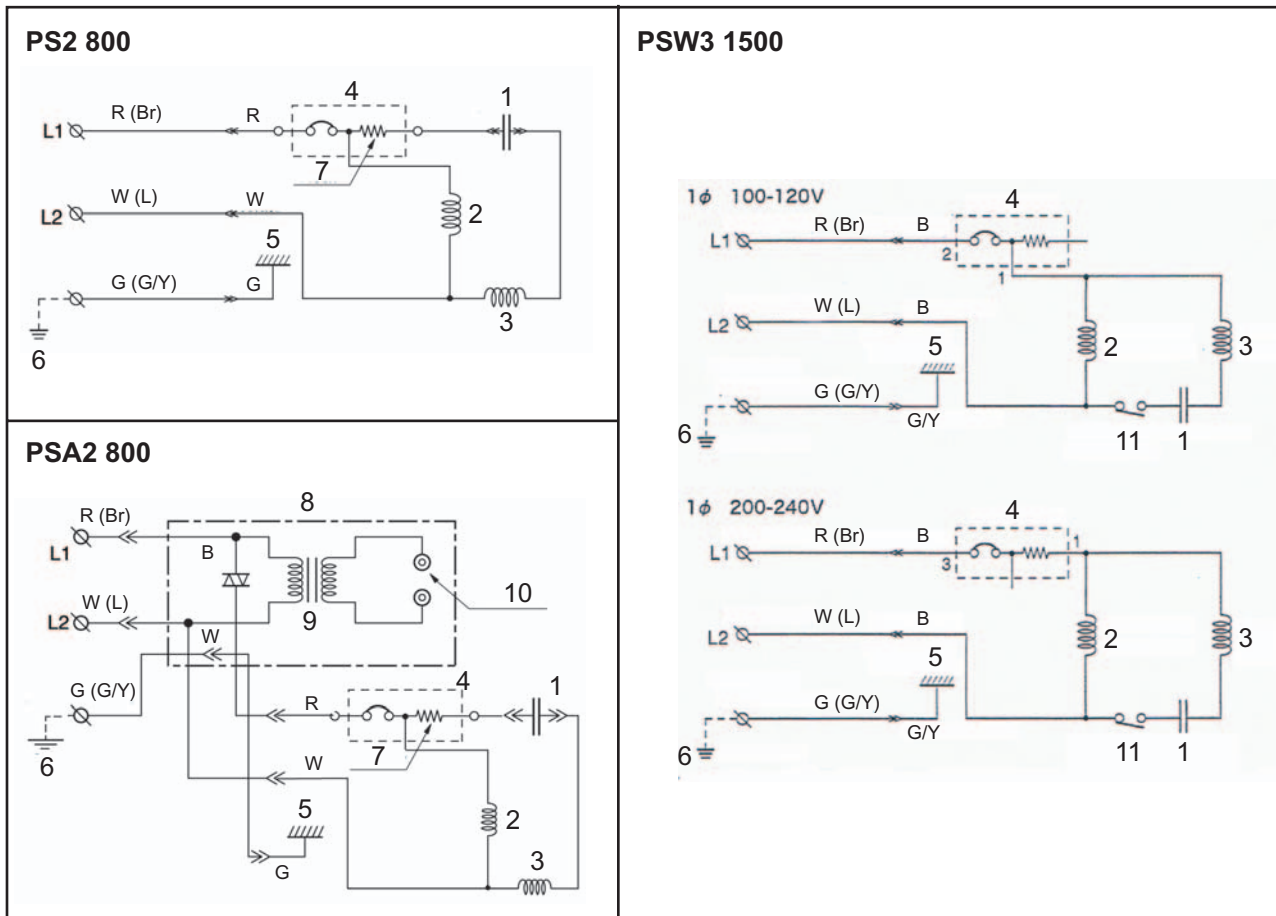 PS2 800
4
1
R (Br)
R
L1
7
W (L)
W
L2
2
5
G (G/Y)
G
3
6
PSA2 800
8
R (Br)
L1
B
10
W (L)
L2
9
W
G (G/Y)
4
1
R
6
7
W
5
2
3
G
PSW3 1500
1ϕ 100-120V
4
R (Br)
B
L1
2
1
W (L)
B
L2
5
2
3
G (G/Y)
G/Y
6
11
1
1ϕ 200-240V
4
R (Br)
B
1
L1
3
W (L)
B
L2
5
2
3
G (G/Y)
G/Y
6
11
1